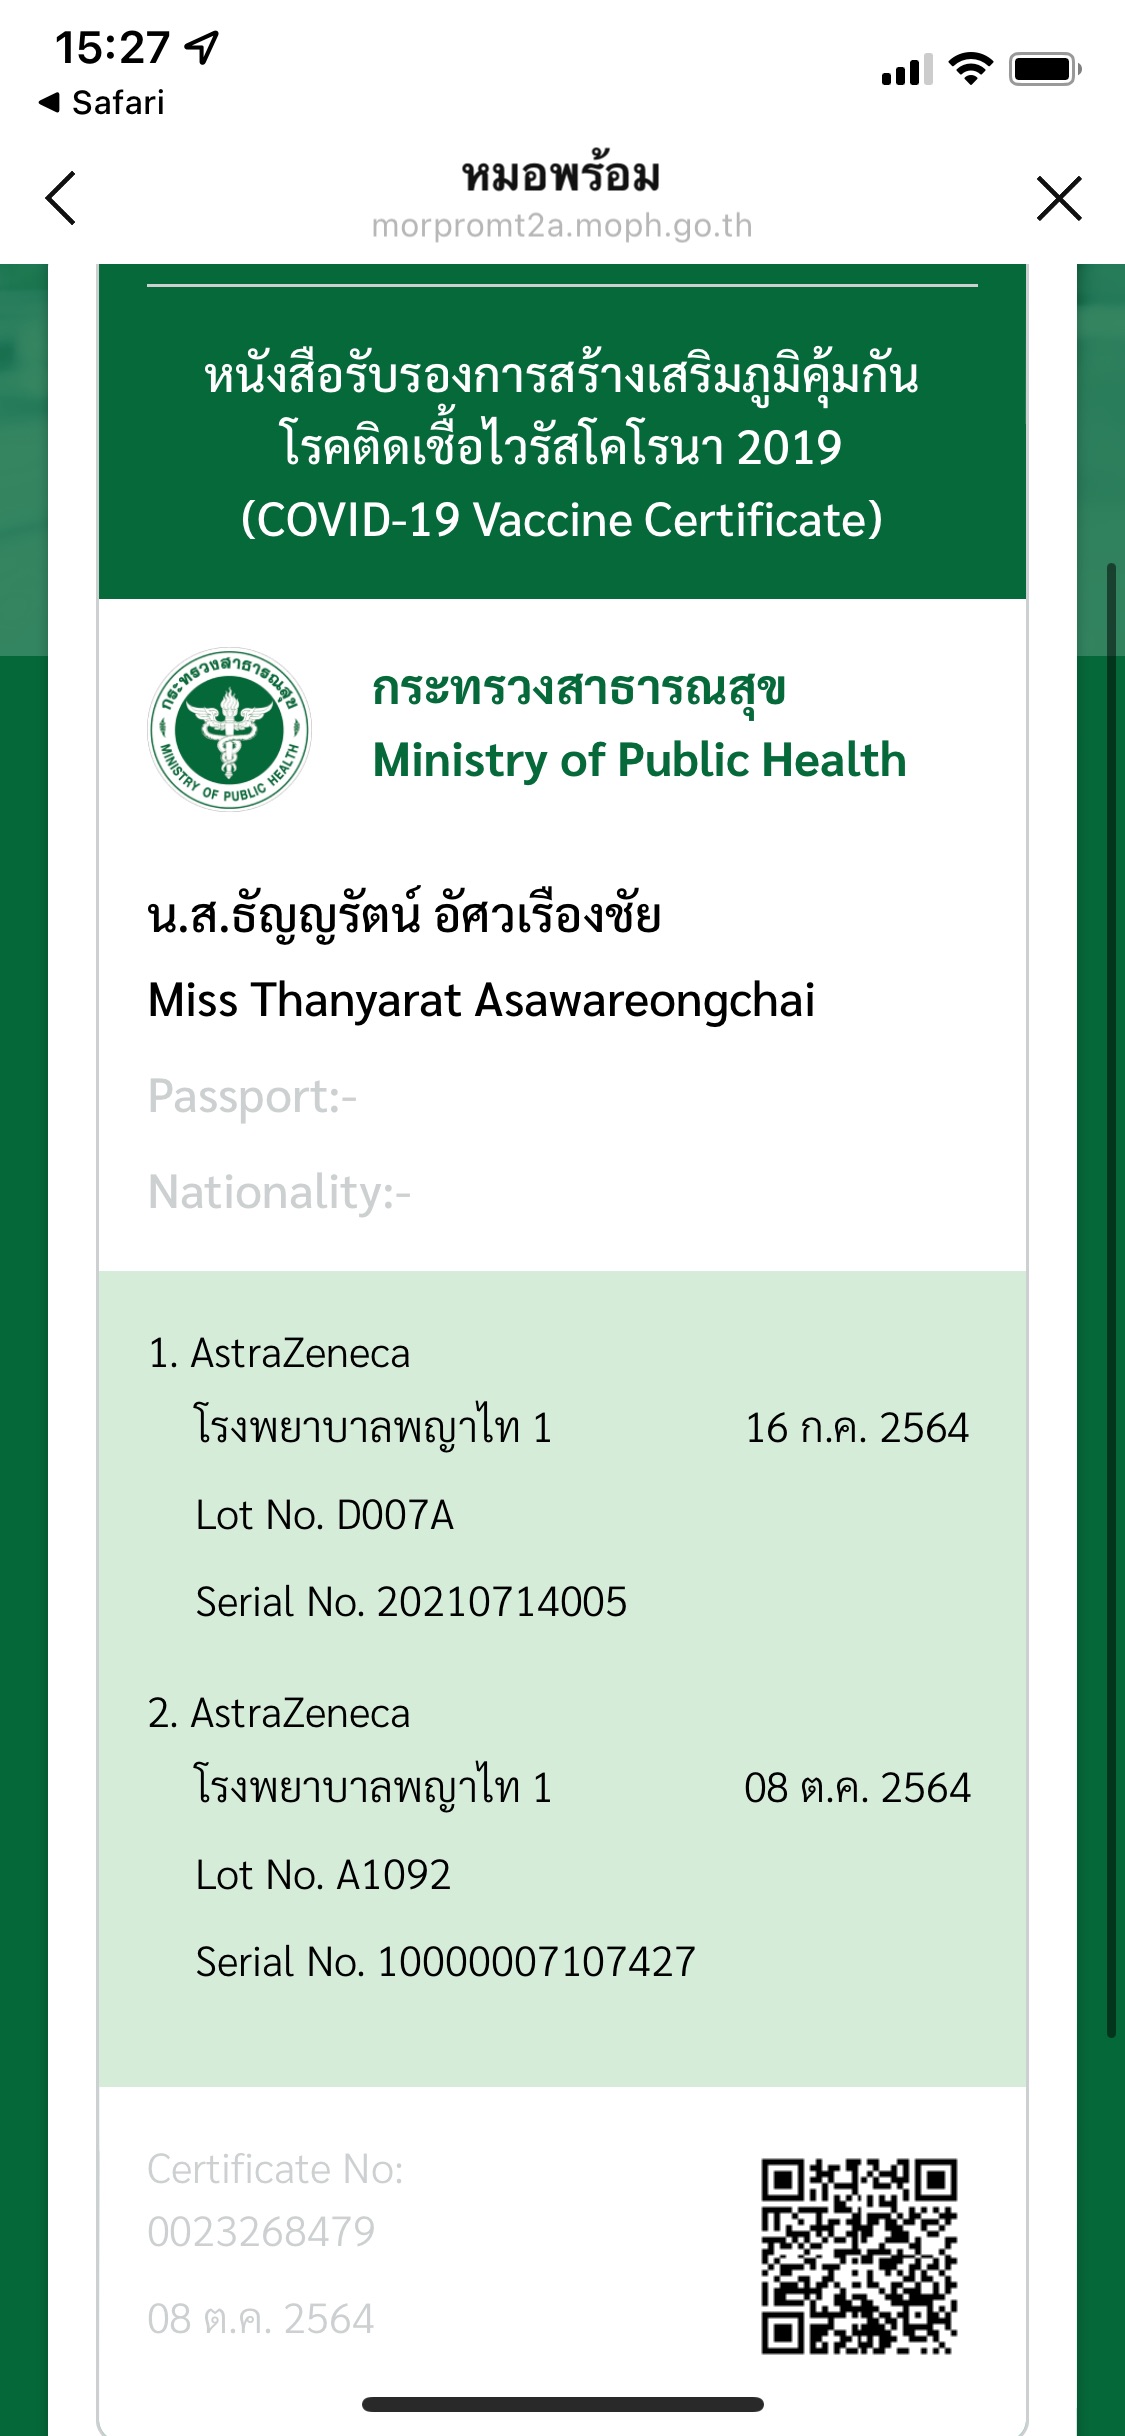 15:27
Safari
หมอพร้อม
morpromt2a.moph.go.th
หนังสือรับรองการสร้างเสริมภูมิคุ้มกัน
โรคติดเชื้อไวรัสโคโรนา 2019
(COVID-19 Vaccine Certificate)
กระทรวงสาธารณสุข
MINISTRY OF PUBLIC HEALTH
กระทรวงสาธารณสุข
Ministry of Public Health
น.ส.ธัญญรัตน์ อัศวเรืองชัย
Miss Thanyarat Asawareongchai
Passport:-
Nationality:-
1. AstraZeneca
โรงพยาบาลพญาไท 1 16 ก.ค. 2564
Lot No. D007A
Serial No. 20210714005
2. AstraZeneca
โรงพยาบาลพญาไท 1 08 ต.ค. 2564
Lot No. A1092
Serial No. 10000007107427
Certificate No:
0023268479
08 ต.ค. 2564